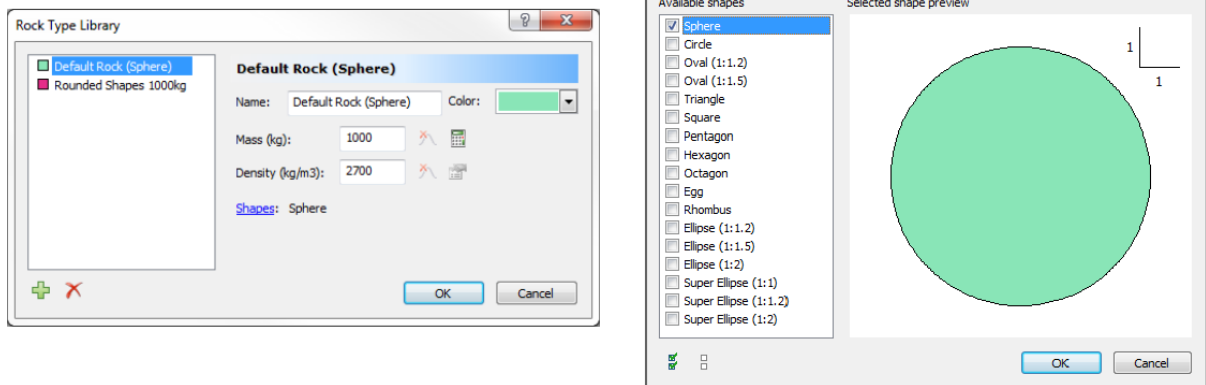 Rock Type Library
Default Rock (Sphere)
Rounded Shapes 1000kg
Default Rock (Sphere)
Name: Default Rock (Sphere) Color:
Mass (kg): 1000
Density (kg/m3): 2700
Shapes: Sphere
OK Cancel
Available shapes
Sphere
Circle
Oval (1:1.2)
Oval (1:1.5)
Triangle
Square
Pentagon
Hexagon
Octagon
Egg
Rhombus
Ellipse (1:1.2)
Ellipse (1:1.5)
Ellipse (1:2)
Super Ellipse (1:1)
Super Ellipse (1:1.2)
Super Ellipse (1:2)
Selected shape preview
1
1
OK Cancel